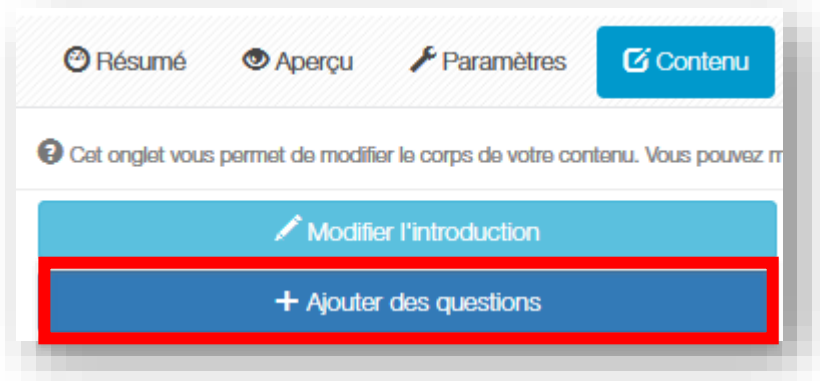 Résumé Aperçu Paramètres Contenu
Cet onglet vous permet de modifier le corps de votre contenu. Vous pouvez
Modifier l'introduction
+ Ajouter des questions